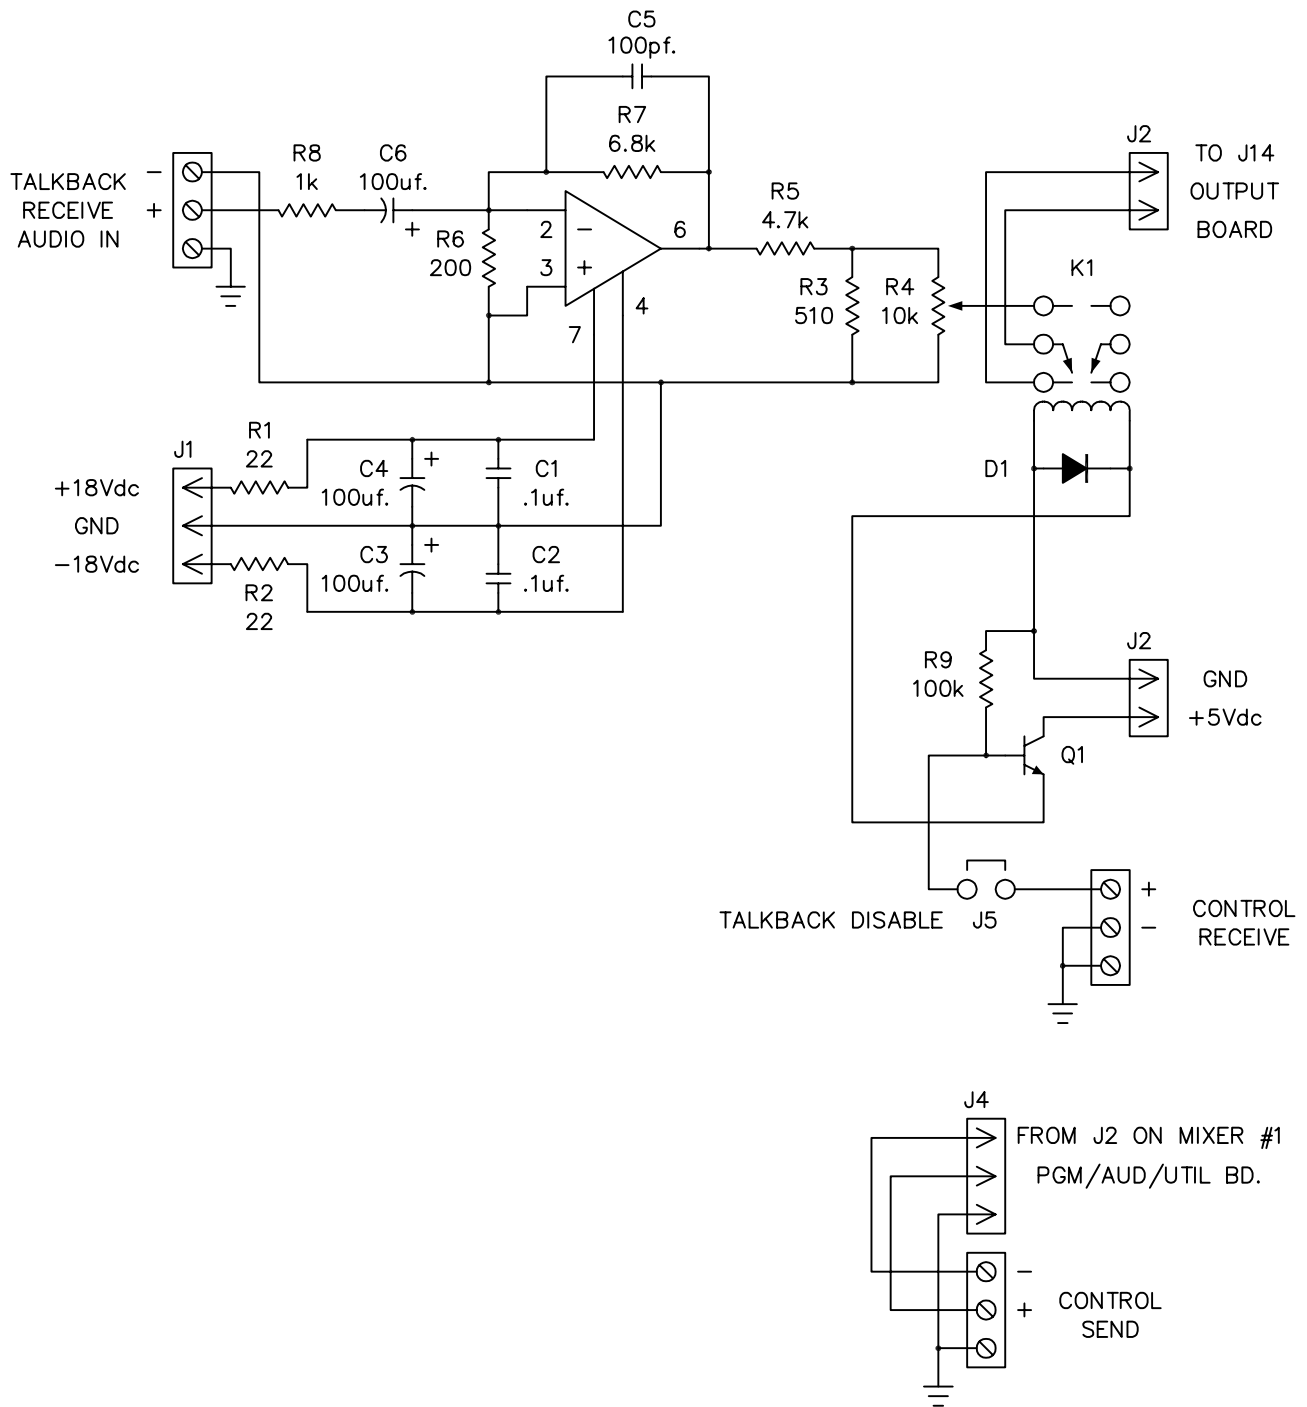 C5
100pf.
R7
6.8k
R8
1k
C6
100uf.
+
TALKBACK
RECEIVE
AUDIO IN
−
+
R6
200
2
3
−
+
6
4
7
R5
4.7k
R3
510
R4
10k
J2
TO J14
OUTPUT
BOARD
K1
J1
R1
22
+18Vdc
GND
−18Vdc
R2
22
C4
100uf.
+
C1
.1uf.
C3
100uf.
+
C2
.1uf.
D1
R9
100k
J2
GND
+5Vdc
Q1
TALKBACK DISABLE
J5
+
−
CONTROL
RECEIVE
J4
FROM J2 ON MIXER #1
PGM/AUD/UTIL BD.
−
+
CONTROL
SEND